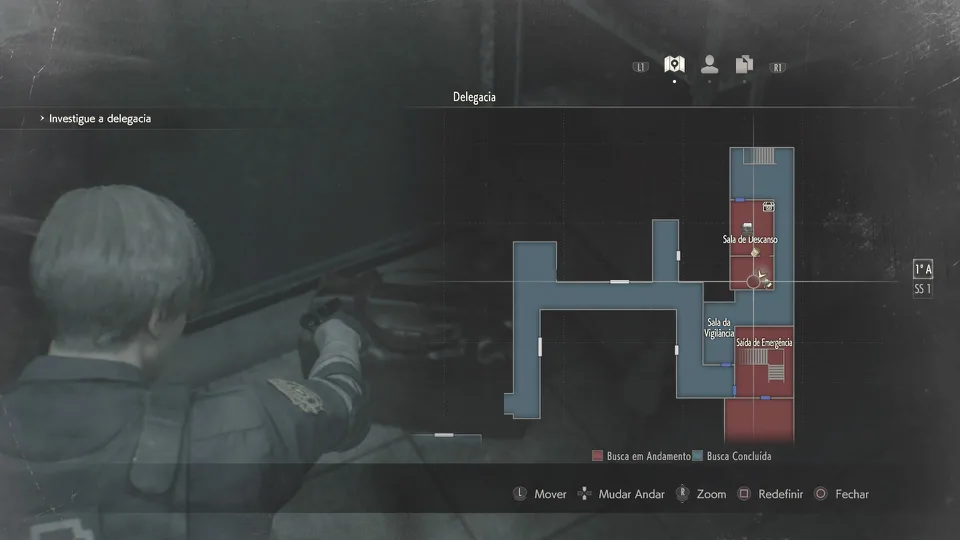 L1
R1
Delegacia
> Investigue a delegacia
Sala de Descanso
1º A
SS 1
Sala da
Vigilância
Saída de Emergência
Busca em Andamento Busca Concluída
L Mover Mudar Andar R Zoom Redefinir Fechar